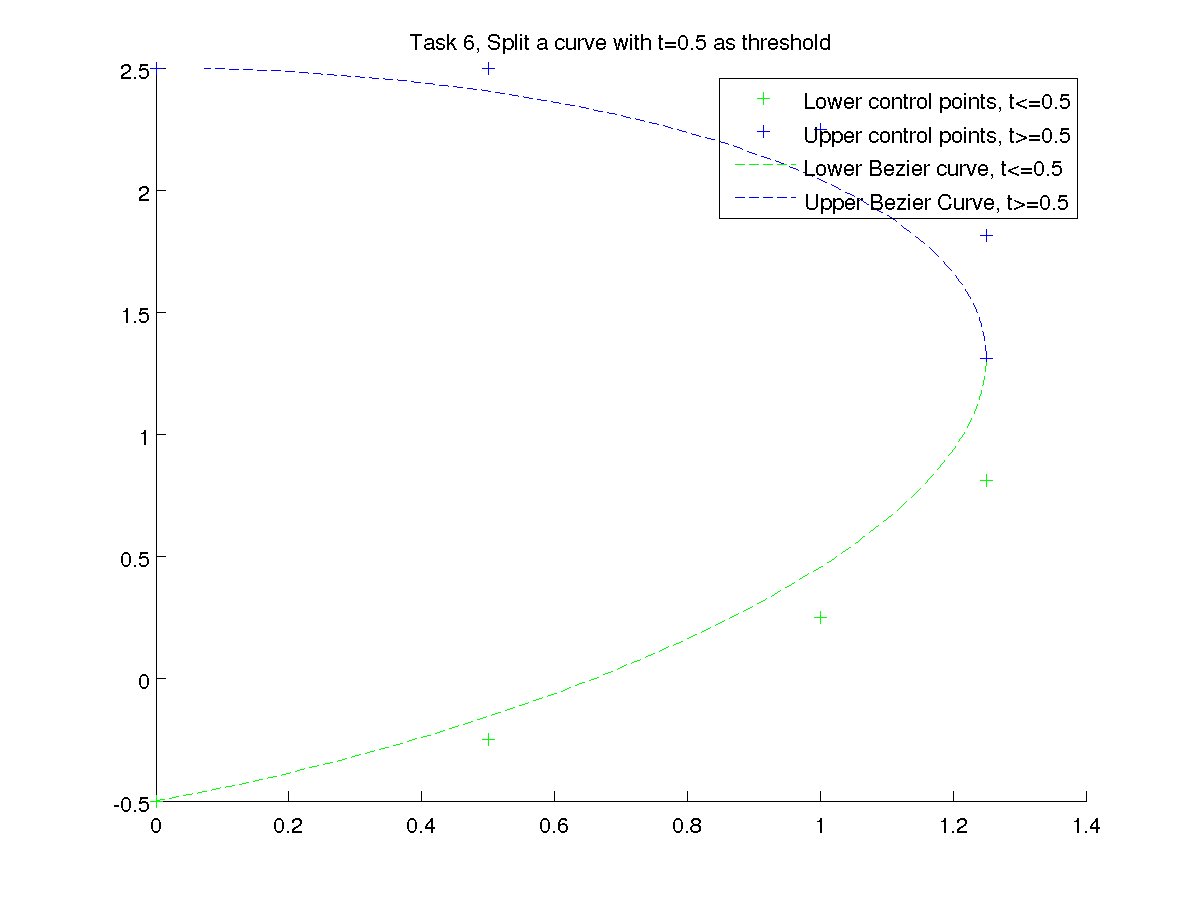 Task 6, Split a curve with t=0.5 as threshold
Lower control points, t<=0.5
Upper control points, t>=0.5
Lower Bezier curve, t<=0.5
Upper Bezier Curve, t>=0.5
2.5
2
1.5
1
0.5
0
-0.5
0 0.2 0.4 0.6 0.8 1 1.2 1.4